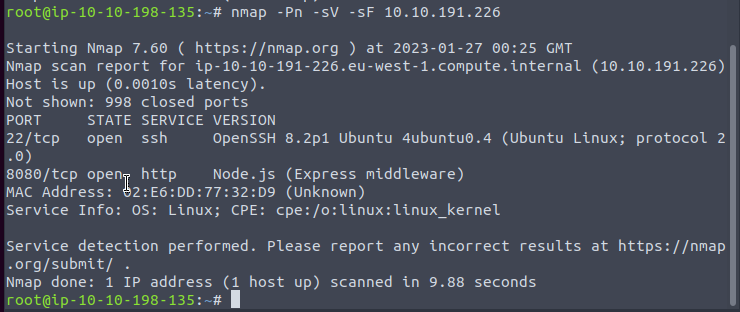 root@ip-10-10-198-135:~# nmap -Pn -sV -sF 10.10.191.226
Starting Nmap 7.60 ( https://nmap.org ) at 2023-01-27 00:25 GMT
Nmap scan report for ip-10-10-191-226.eu-west-1.compute.internal (10.10.191.226)
Host is up (0.0010s latency).
Not shown: 998 closed ports
PORT     STATE SERVICE VERSION
22/tcp   open  ssh     OpenSSH 8.2p1 Ubuntu 4ubuntu0.4 (Ubuntu Linux; protocol 2
.0)
8080/tcp open  http    Node.js (Express middleware)
MAC Address: 02:E6:DD:77:32:D9 (Unknown)
Service Info: OS: Linux; CPE: cpe:/o:linux:linux_kernel
Service detection performed. Please report any incorrect results at https://nmap
.org/submit/ .
Nmap done: 1 IP address (1 host up) scanned in 9.88 seconds
root@ip-10-10-198-135:~#